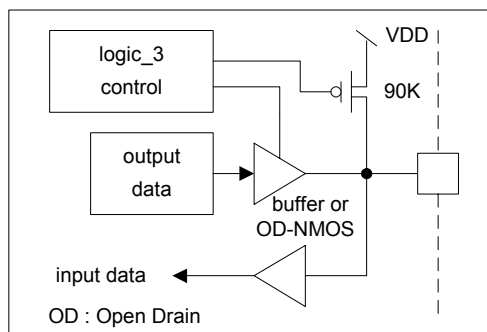 logic_3
control
VDD
90K
output
data
buffer or
OD-NMOS
input data
OD : Open Drain